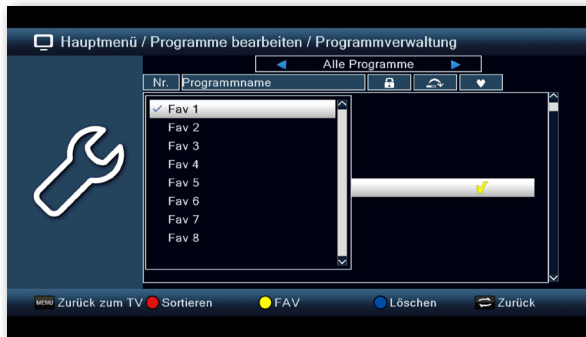 Hauptmenü / Programme bearbeiten / Programmverwaltung
Alle Programme
Nr. Programmname
Fav 1
Fav 2
Fav 3
Fav 4
Fav 5
Fav 6
Fav 7
Fav 8
MENU Zurück zum TV Sortieren FAV Löschen Zurück